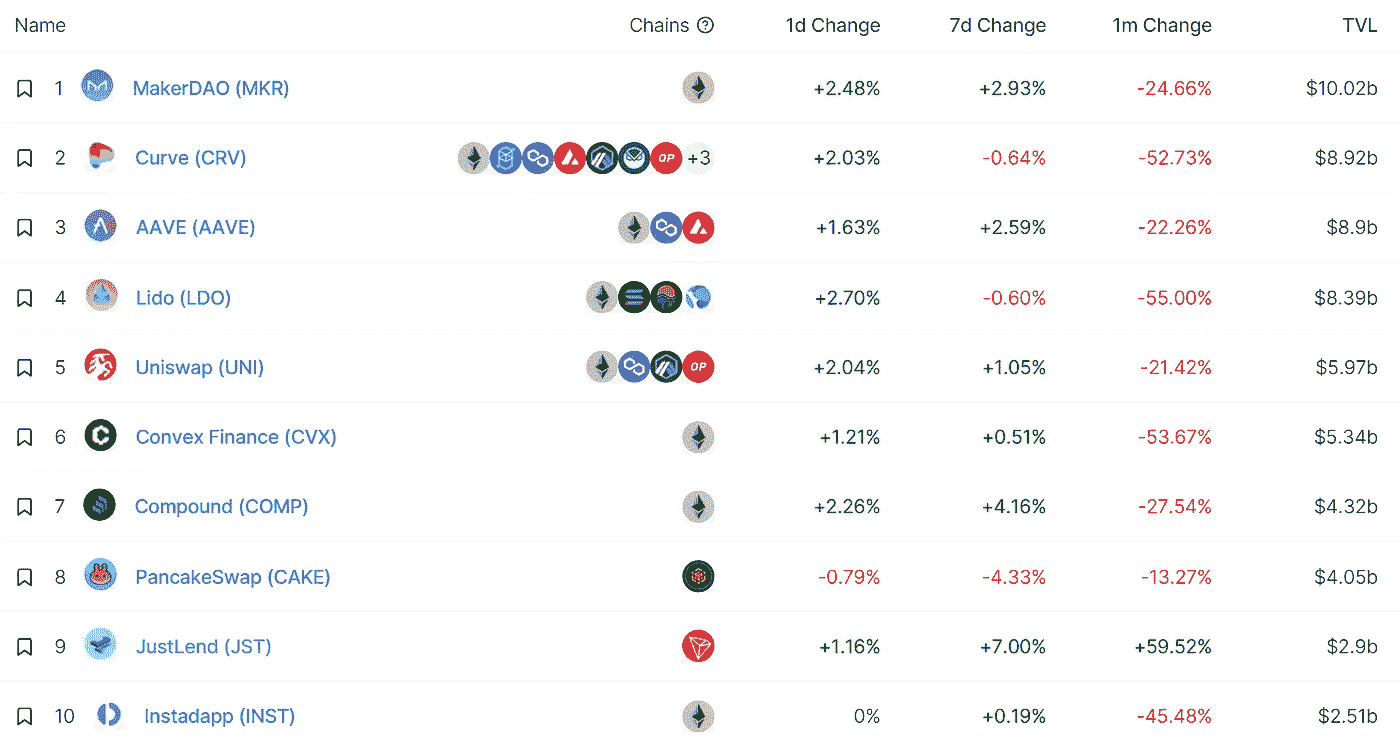 Name Chains ? 1d Change 7d Change 1m Change TVL
1 MakerDAO (MKR) +2.48% +2.93% -24.66% $10.02b
2 Curve (CRV) OP +3 +2.03% -0.64% -52.73% $8.92b
3 AAVE (AAVE) +1.63% +2.59% -22.26% $8.9b
4 Lido (LDO) +2.70% -0.60% -55.00% $8.39b
5 Uniswap (UNI) OP +2.04% +1.05% -21.42% $5.97b
6 Convex Finance (CVX) +1.21% +0.51% -53.67% $5.34b
7 Compound (COMP) +2.26% +4.16% -27.54% $4.32b
8 PancakeSwap (CAKE) -0.79% -4.33% -13.27% $4.05b
9 JustLend (JST) +1.16% +7.00% +59.52% $2.9b
10 Instadapp (INST) 0% +0.19% -45.48% $2.51b